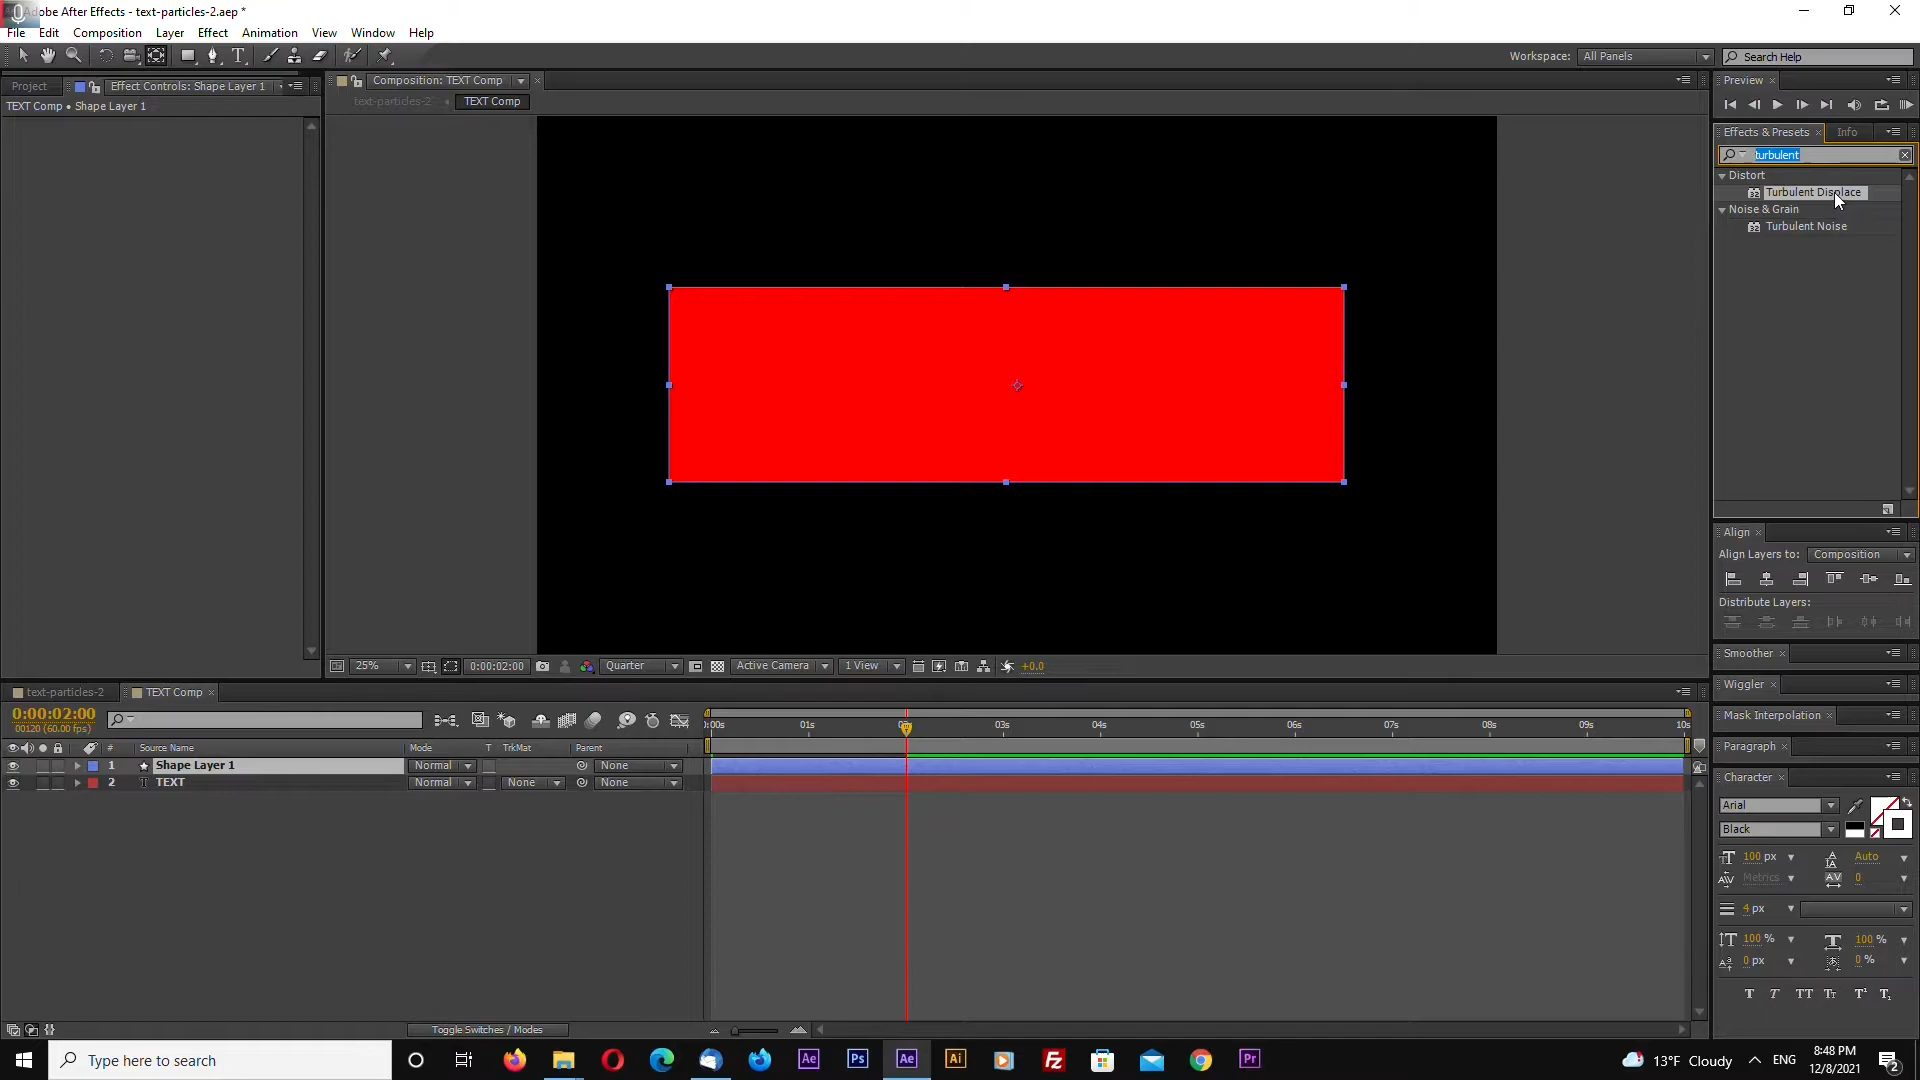 Adobe After Effects - text-particles-2.aep *
File Edit Composition Layer Effect Animation View Window Help
Workspace: All Panels Search Help
Project Effect Controls: Shape Layer 1
TEXT Comp • Shape Layer 1
Composition: TEXT Comp
text-particles-2 TEXT Comp
Preview
Effects & Presets Info
turbulent
Distort
Turbulent Displace
Noise & Grain
Turbulent Noise
Align
Align Layers to: Composition
Distribute Layers:
Smoother
Wiggler
Mask Interpolation
Paragraph
Character
Arial
Black
100 px Auto
Metrics 0
4 px
100 % 100 %
0 px 0 %
T T TT Tt T¹ T₁
25% 0:00:02:00 Quarter Active Camera 1 View +0.0
text-particles-2 TEXT Comp
0:00:02:00
00120 (60.00 fps)
# Source Name Mode T TrkMat Parent
1 Shape Layer 1 Normal None
2 TEXT Normal None None
):00s 01s 03s 04s 05s 06s 07s 08s 09s 10s
Toggle Switches / Modes
Type here to search
13°F Cloudy ENG
8:48 PM
12/8/2021
2